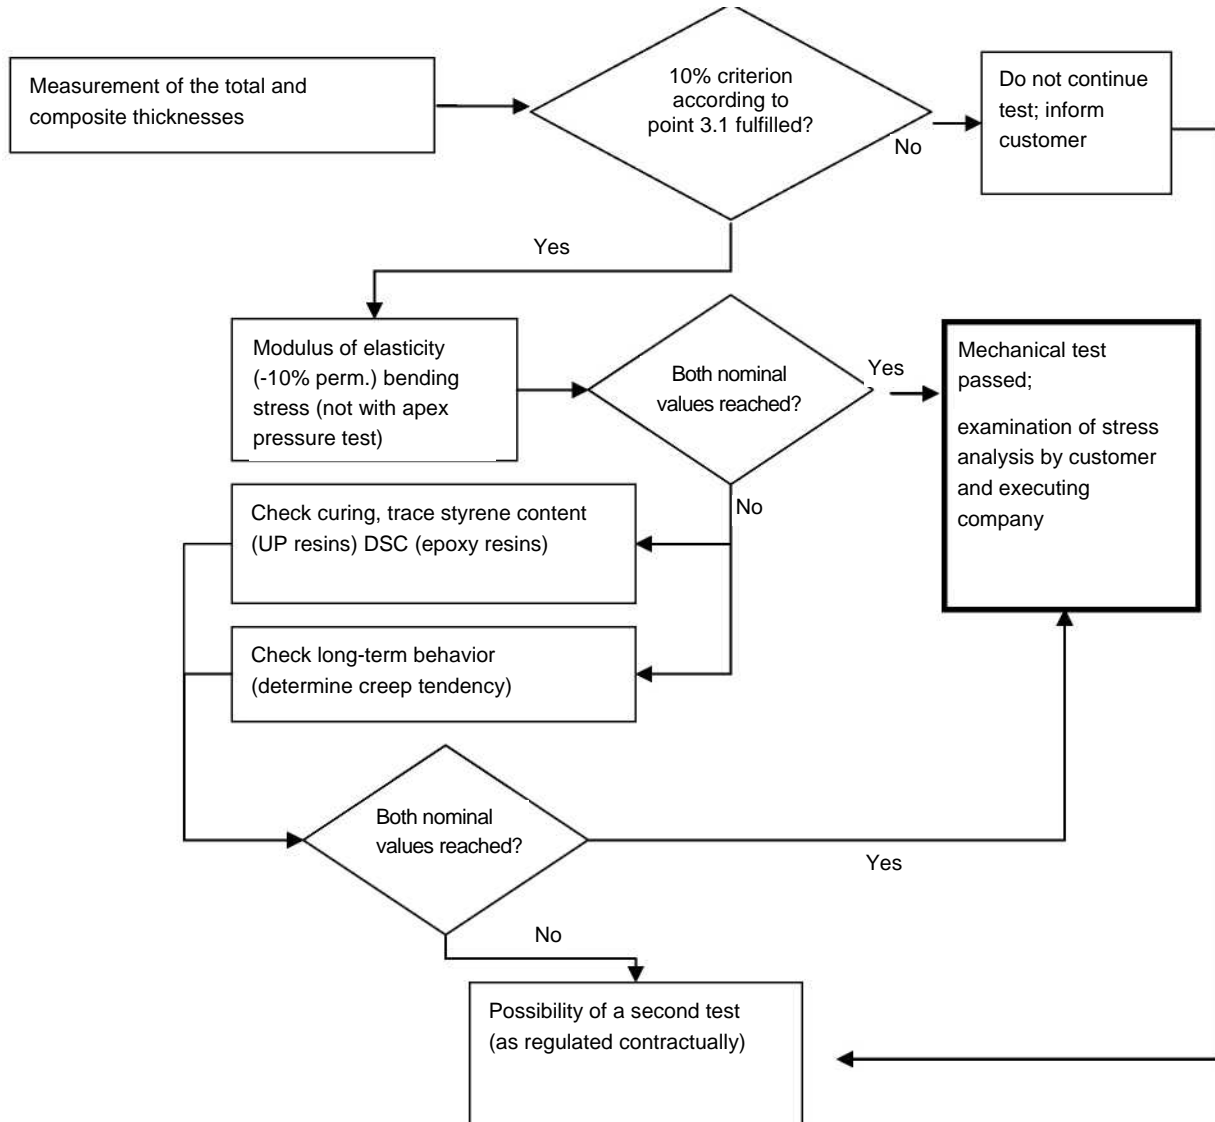 Measurement of the total and
composite thicknesses
10% criterion
according to
point 3.1 fulfilled?
No
Do not continue
test; inform
customer
Yes
Modulus of elasticity
(-10% perm.) bending
stress (not with apex
pressure test)
Both nominal
values reached?
Yes
Mechanical test
passed;
examination of stress
analysis by customer
and executing
company
No
Check curing, trace styrene content
(UP resins) DSC (epoxy resins)
Check long-term behavior
(determine creep tendency)
Both nominal
values reached?
Yes
No
Possibility of a second test
(as regulated contractually)